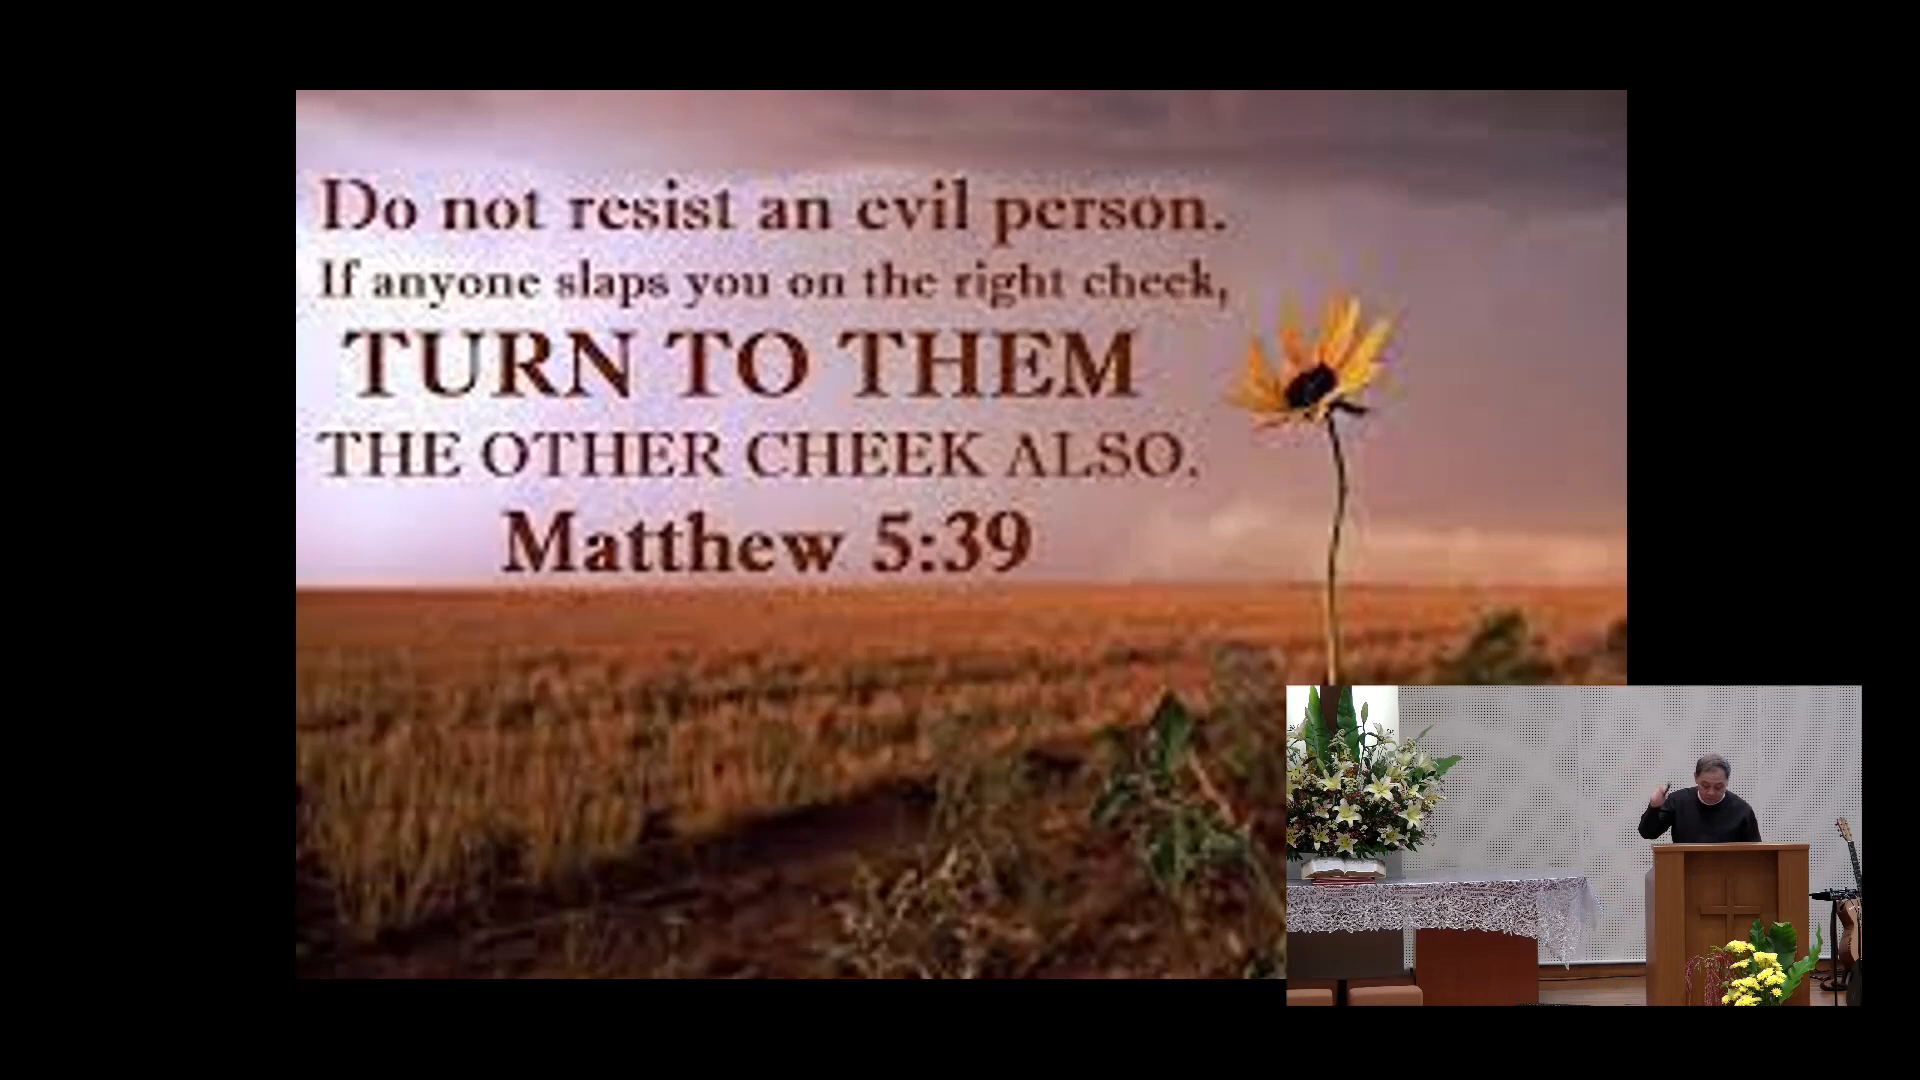 Do not resist an evil person.
If anyone slaps you on the right cheek,
TURN TO THEM
THE OTHER CHEEK ALSO.
Matthew 5:39